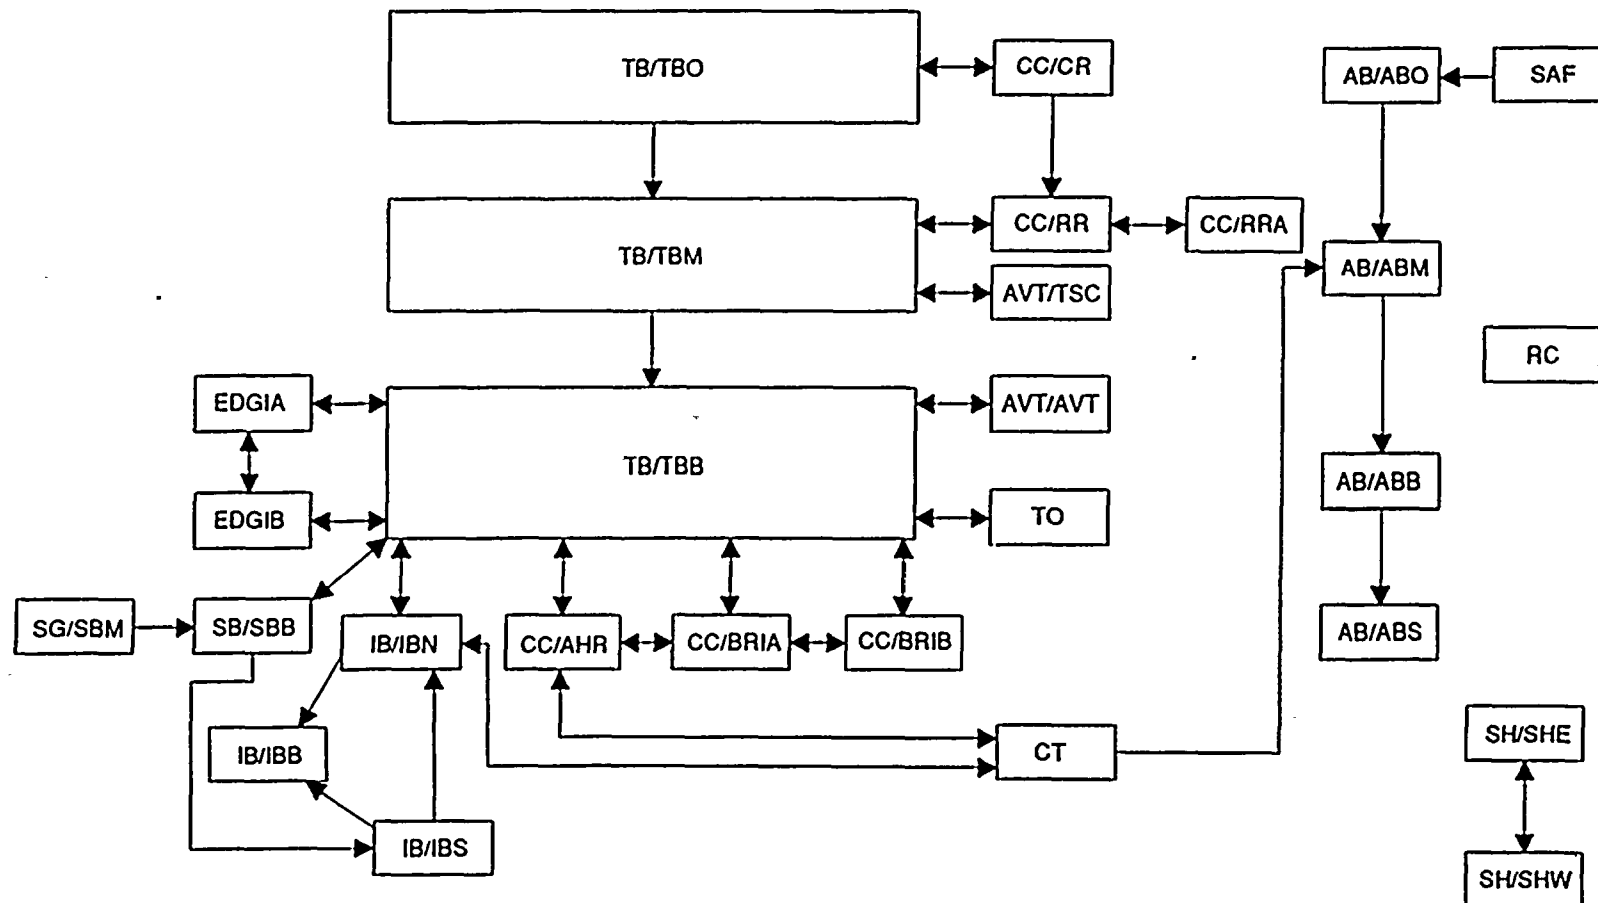 TB/TBO
CC/CR
AB/ABO
SAF
TB/TBM
CC/RR
CC/RRA
AB/ABM
AVT/TSC
RC
EDGIA
AVT/AVT
TB/TBB
AB/ABB
EDGIB
TO
SG/SBM
SB/SBB
IB/IBN
CC/AHR
CC/BRIA
CC/BRIB
AB/ABS
IB/IBB
CT
SH/SHE
IB/IBS
SH/SHW